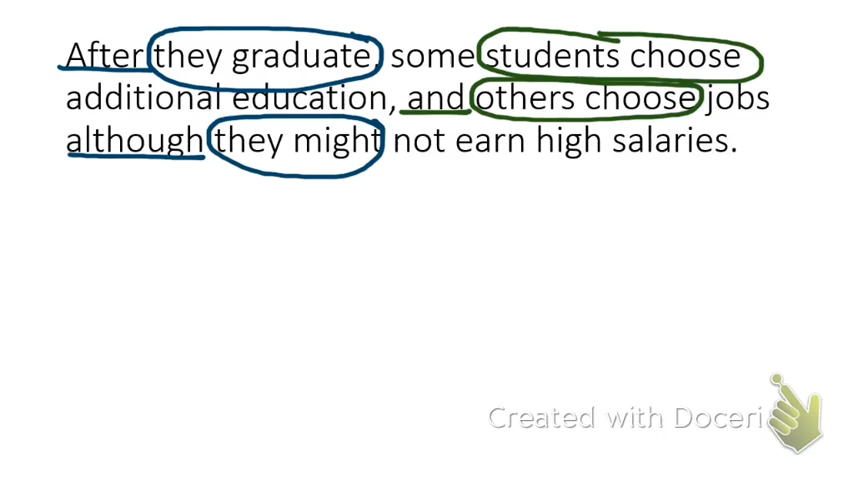 After they graduate, some students choose
additional education, and others choose jobs
although they might not earn high salaries.
Created with Doceri